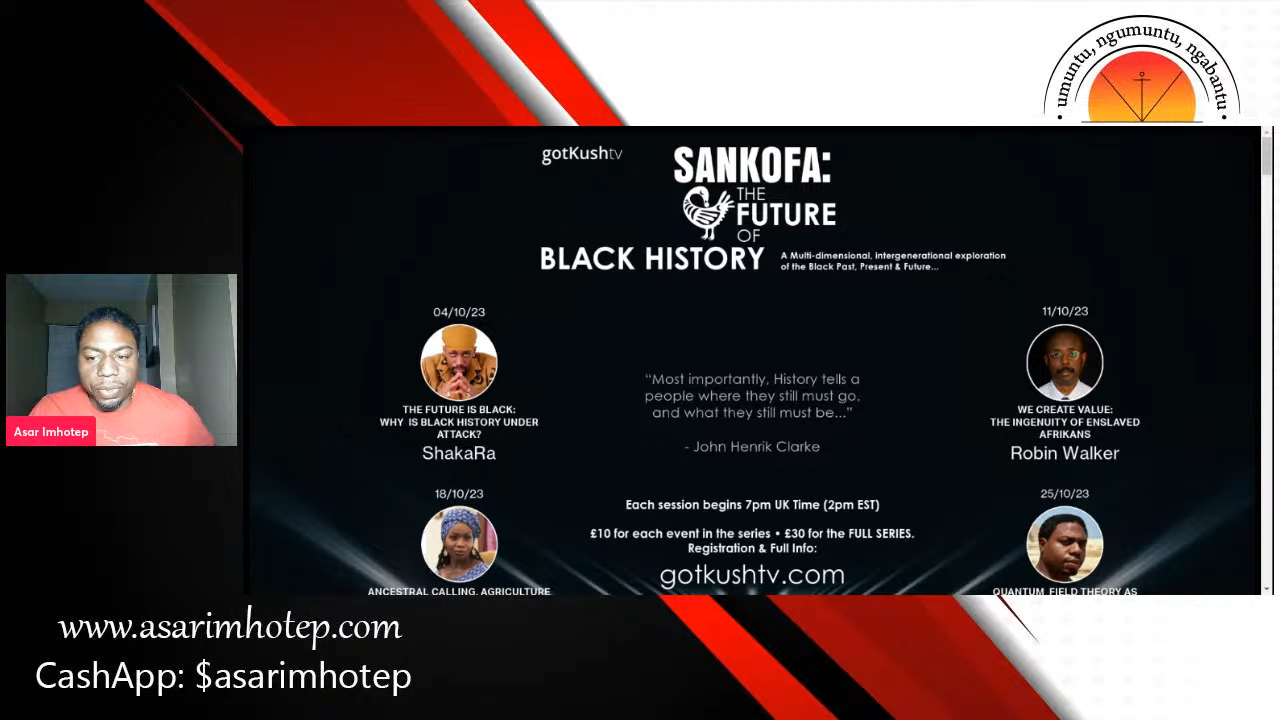 umuntu, ngumuntu, ngabantu
gotKushtv
SANKOFA:
THE
FUTURE
OF
BLACK HISTORY
A Multi-dimensional, intergenerational exploration
of the Black Past, Present & Future...
04/10/23
THE FUTURE IS BLACK:
WHY IS BLACK HISTORY UNDER
ATTACK?
ShakaRa
11/10/23
WE CREATE VALUE:
THE INGENUITY OF ENSLAVED
AFRIKANS
Robin Walker
“Most importantly, History tells a
people where they still must go,
and what they still must be...”
- John Henrik Clarke
Asar Imhotep
18/10/23
ANCESTRAL CALLING, AGRICULTURE
Each session begins 7pm UK Time (2pm EST)
£10 for each event in the series • £30 for the FULL SERIES.
Registration & Full Info:
gotkushtv.com
25/10/23
QUANTUM FIELD THEORY AS
www.asarimhotep.com
CashApp: $asarimhotep